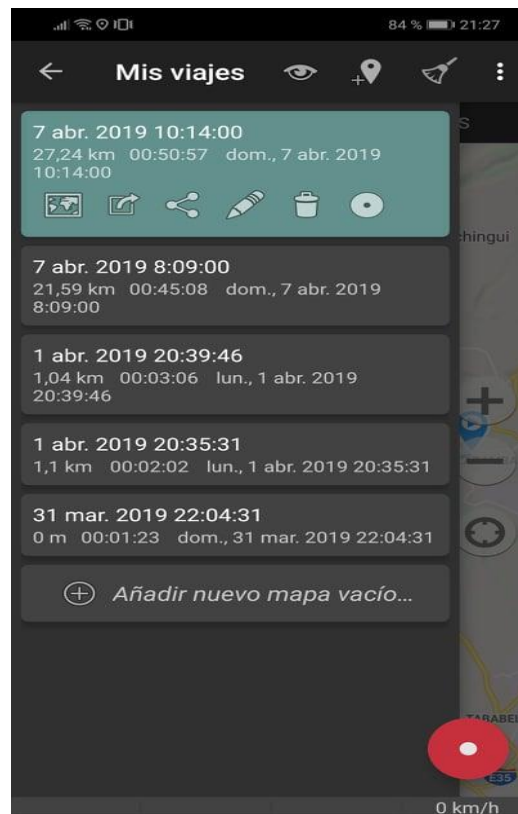 84 % 21:27
Mis viajes
S
7 abr. 2019 10:14:00
27,24 km 00:50:57 dom., 7 abr. 2019
10:14:00
chingui
7 abr. 2019 8:09:00
21,59 km 00:45:08 dom., 7 abr. 2019
8:09:00
1 abr. 2019 20:39:46
1,04 km 00:03:06 lun., 1 abr. 2019
20:39:46
1 abr. 2019 20:35:31
1,1 km 00:02:02 lun., 1 abr. 2019 20:35:31
31 mar. 2019 22:04:31
0 m 00:01:23 dom., 31 mar. 2019 22:04:31
Añadir nuevo mapa vacío...
TABABE
E35
0 km/h